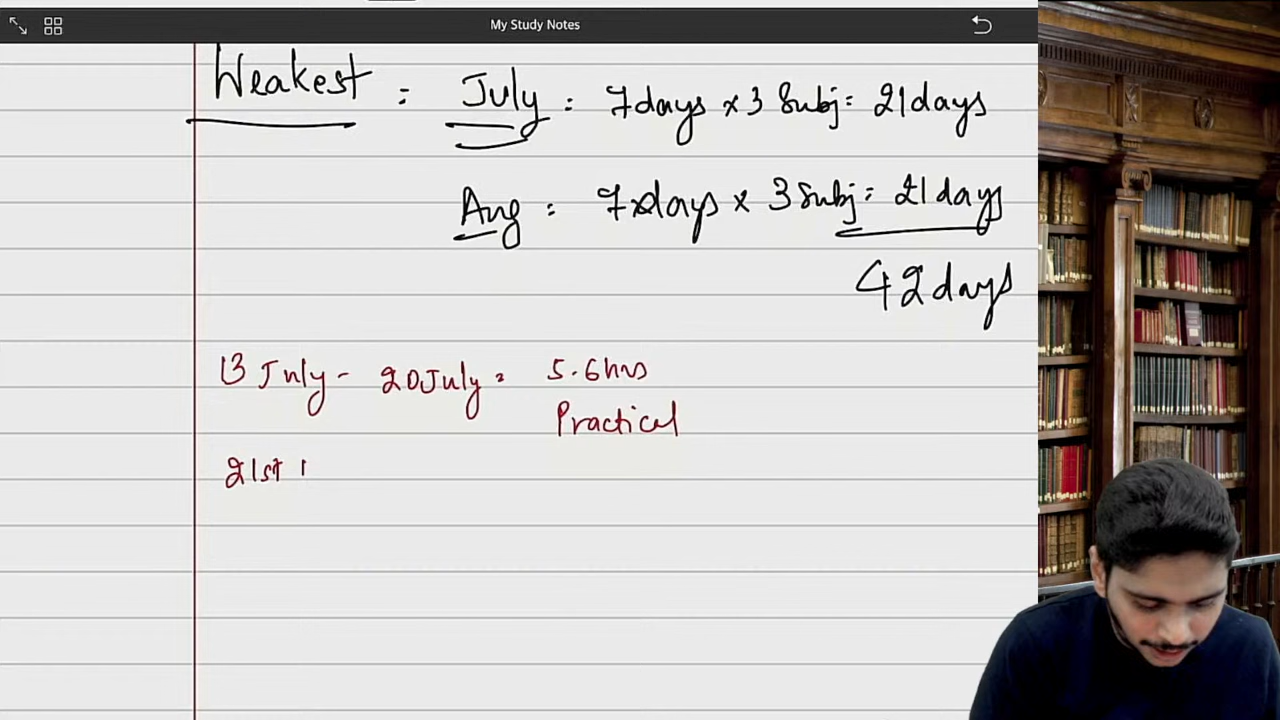 My Study Notes
Weakest : July = 7days x 3 Subj = 21days
Aug = 7days x 3 Subj = 21days
42days
13 July - 20July = 5.6hrs
Practical
21st